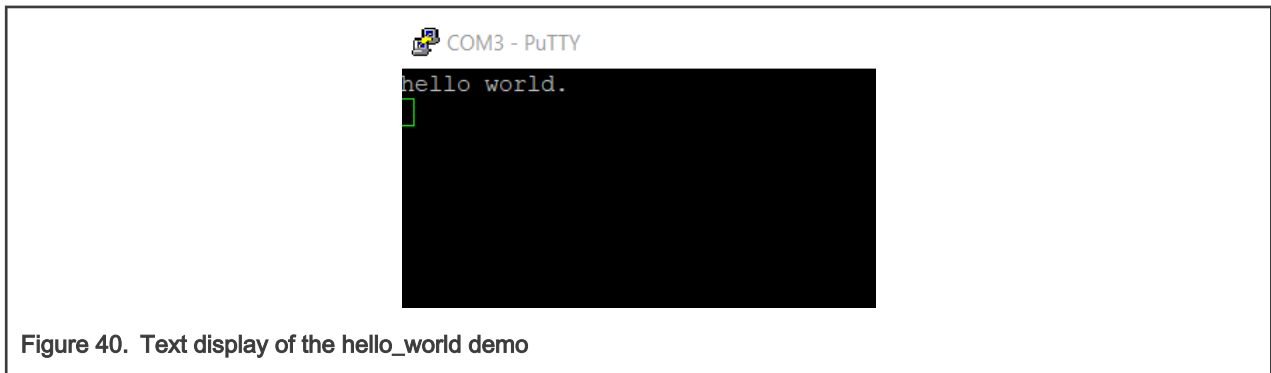 COM3 - PuTTY
hello world.
Figure 40. Text display of the hello_world demo